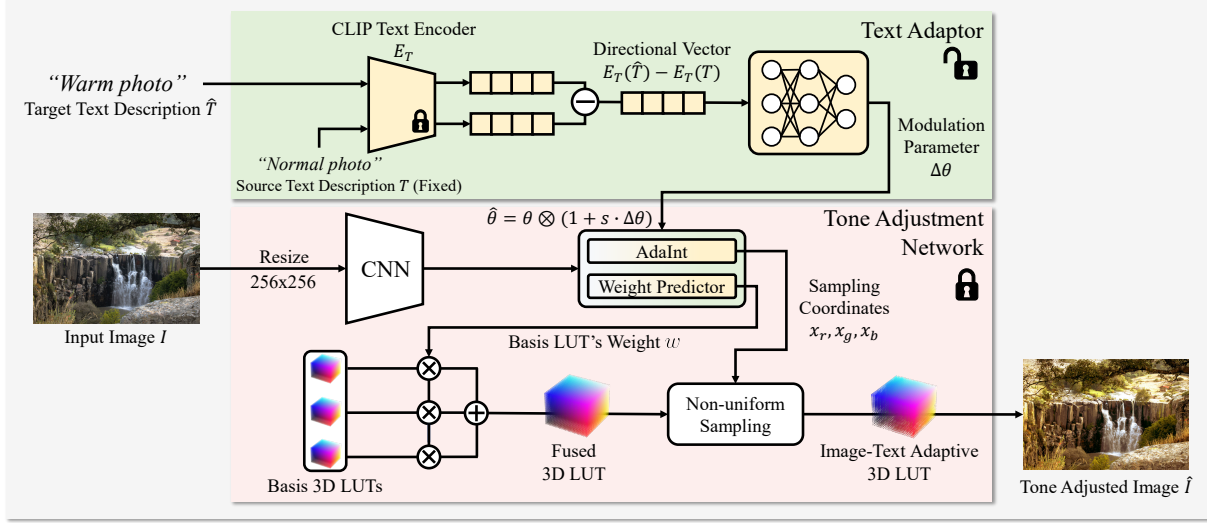 CLIP Text Encoder
E_T
Text Adaptor
Directional Vector
E_T(T̂) − E_T(T)
“Warm photo”
Target Text Description T̂
“Normal photo”
Source Text Description T (Fixed)
Modulation
Parameter
Δθ
θ̂ = θ ⊗ (1 + s · Δθ)
Tone Adjustment
Network
Resize
256x256
CNN
AdaInt
Weight Predictor
Sampling
Coordinates
x_r, x_g, x_b
Input Image I
Basis LUT’s Weight w
Non-uniform
Sampling
Basis 3D LUTs
Fused
3D LUT
Image-Text Adaptive
3D LUT
Tone Adjusted Image Î